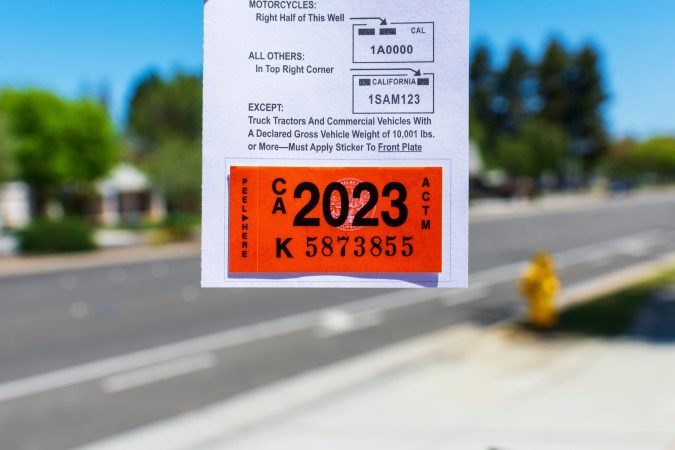 MOTORCYCLES:
Right Half of This Well
CAL
1A0000
ALL OTHERS:
In Top Right Corner
CALIFORNIA
1SAM123
EXCEPT:
Truck Tractors And Commercial Vehicles With
A Declared Gross Vehicle Weight of 10,001 lbs.
or More—Must Apply Sticker To Front Plate
PEEL▶HERE
CA
2023
ACTM
K 5873855